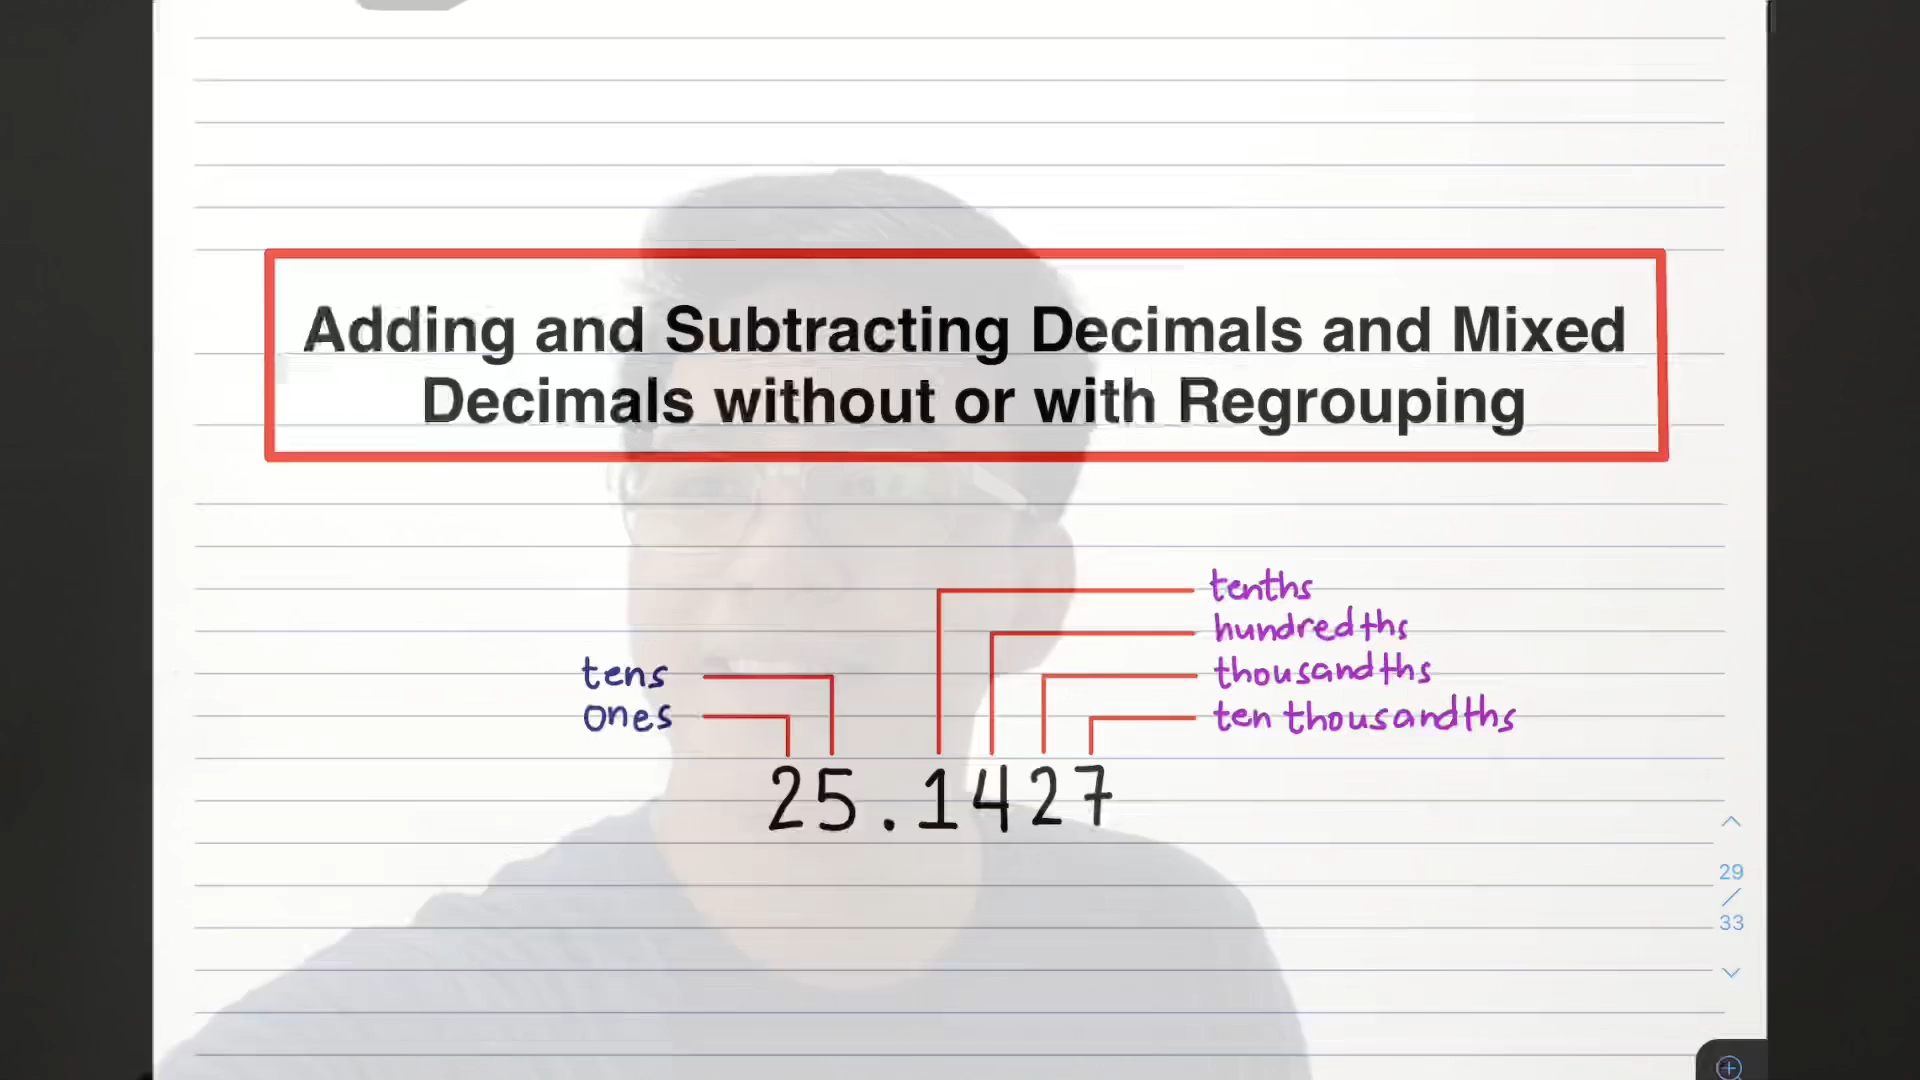 Adding and Subtracting Decimals and Mixed
Decimals without or with Regrouping
tenths
hundredths
thousandths
ten thousandths
tens
ones
25.1427
29
/
33